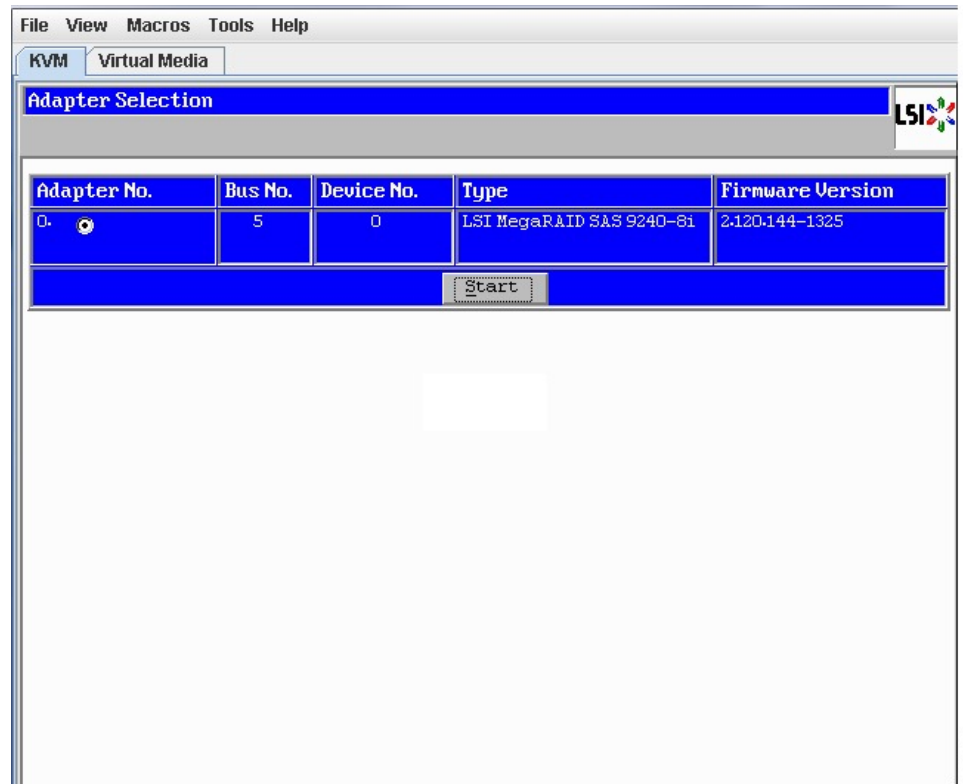 File View Macros Tools Help
KVM Virtual Media
Adapter Selection
LSI
Adapter No. Bus No. Device No. Type Firmware Version
0. 5 0 LSI MegaRAID SAS 9240-8i 2.120.144-1325
Start